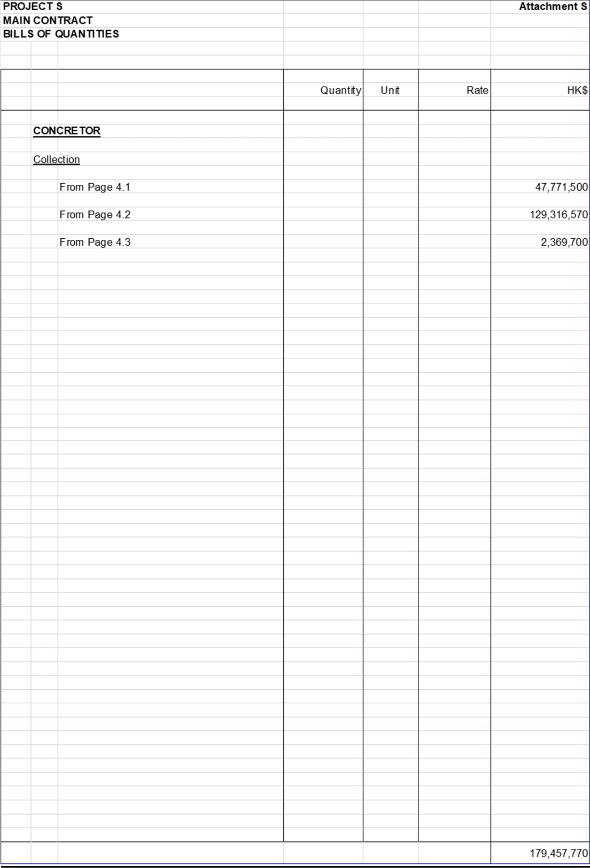 PROJECT S Attachment S
MAIN CONTRACT
BILLS OF QUANTITIES
Quantity Unit Rate HK$
CONCRETOR
Collection
From Page 4.1 47,771,500
From Page 4.2 129,316,570
From Page 4.3 2,369,700
179,457,770